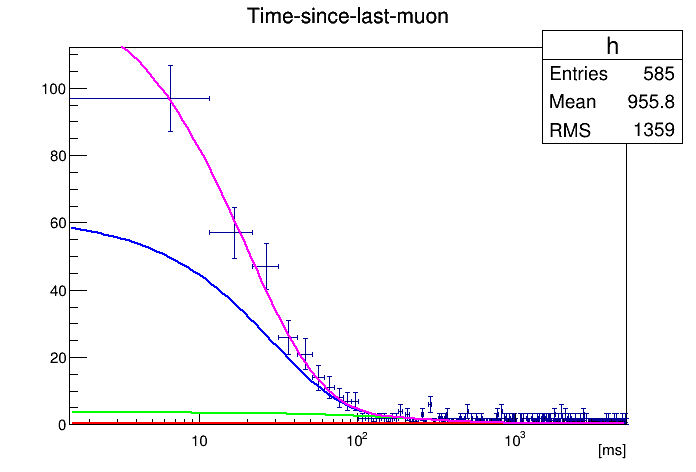 Time-since-last-muon
h
Entries 585
Mean 955.8
RMS 1359
100
80
60
40
20
0
10 10² 10³
[ms]